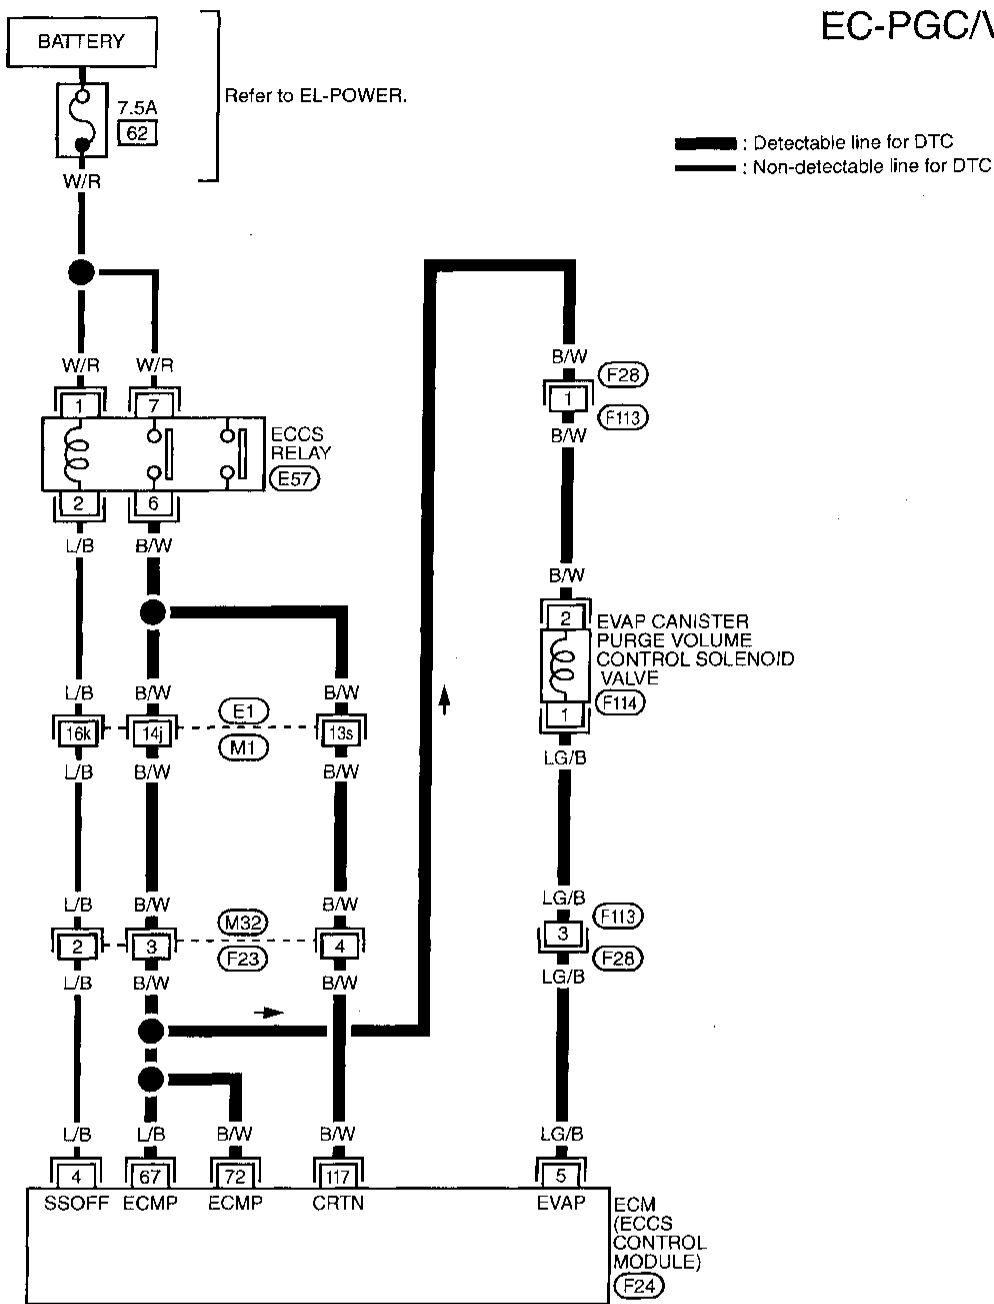 EC-PGC/V
BATTERY
Refer to EL-POWER.
7.5A
62
: Detectable line for DTC
: Non-detectable line for DTC
W/R
W/R W/R
B/W
F28
1
F113
B/W
1 7
ECCS
RELAY
E57
2 6
L/B B/W
B/W
2
EVAP CANISTER
PURGE VOLUME
CONTROL SOLENOID
VALVE
F114
1
LG/B
L/B B/W B/W
E1
16k 14j 13s
M1
L/B B/W B/W
LG/B
F113
3
F28
LG/B
L/B B/W B/W
M32
2 3 4
F23
L/B B/W B/W
L/B L/B B/W B/W LG/B
4 67 72 117 5
SSOFF ECMP ECMP CRTN EVAP
ECM
(ECCS
CONTROL
MODULE)
F24